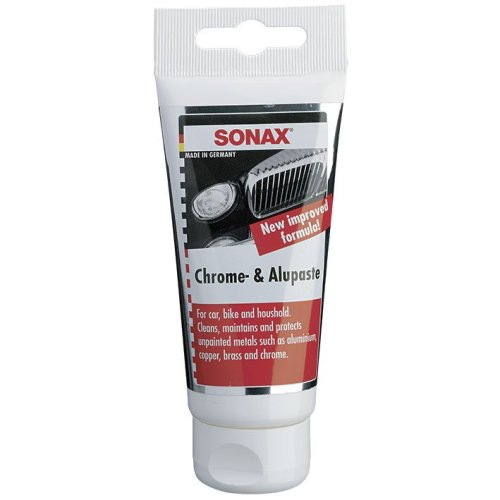 SONAX®
MADE IN GERMANY
New improved
formula!
Chrome- & Alupaste
For car, bike and houshold.
Cleans, maintains and protects
unpainted metals such as aluminium,
copper, brass and chrome.